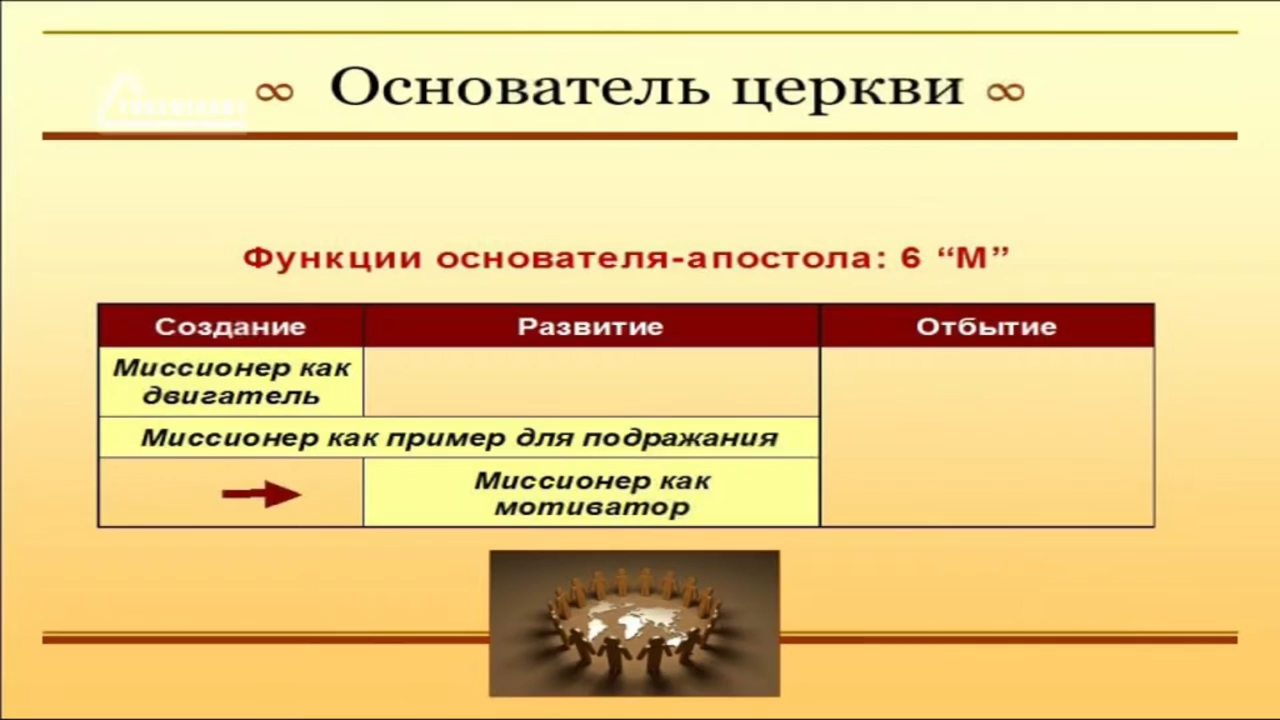 ∞ Основатель церкви ∞
Функции основателя-апостола: 6 “М”
Создание Развитие Отбытие
Миссионер как
двигатель
Миссионер как пример для подражания
Миссионер как
мотиватор